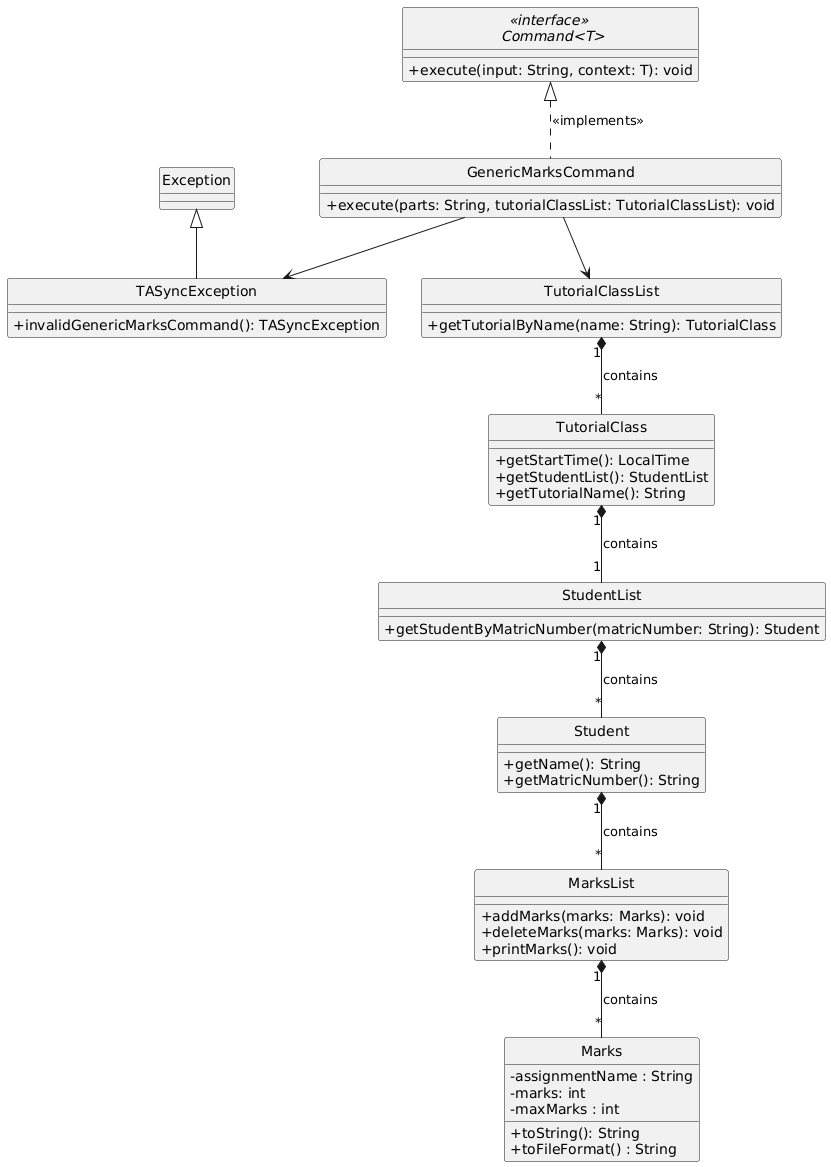 «interface»
Command<T>
+execute(input: String, context: T): void
«implements»
Exception
GenericMarksCommand
+execute(parts: String, tutorialClassList: TutorialClassList): void
TASyncException
+invalidGenericMarksCommand(): TASyncException
TutorialClassList
+getTutorialByName(name: String): TutorialClass
1
contains
*
TutorialClass
+getStartTime(): LocalTime
+getStudentList(): StudentList
+getTutorialName(): String
1
contains
1
StudentList
+getStudentByMatricNumber(matricNumber: String): Student
1
contains
*
Student
+getName(): String
+getMatricNumber(): String
1
contains
*
MarksList
+addMarks(marks: Marks): void
+deleteMarks(marks: Marks): void
+printMarks(): void
1
contains
*
Marks
-assignmentName : String
-marks: int
-maxMarks : int
+toString(): String
+toFileFormat() : String